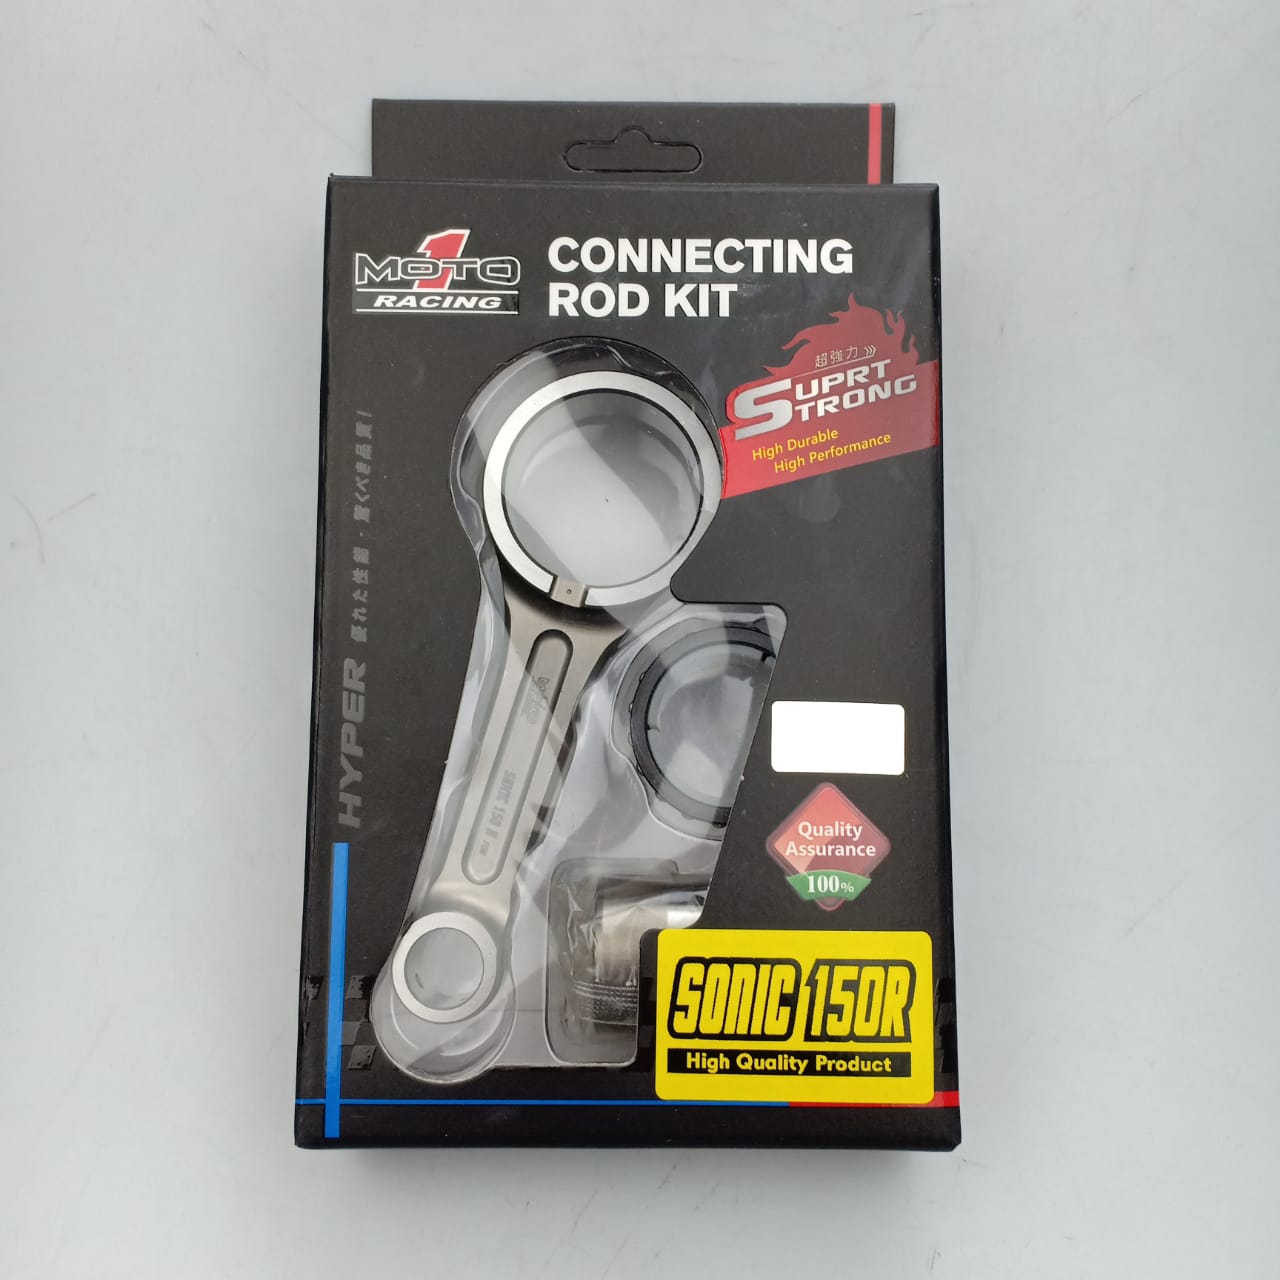 MOTO 1
RACING
CONNECTING
ROD KIT
超強力
SUPRT
STRONG
High Durable
High Performance
HYPER 優れた性能・驚くべき品質!
SONIC 150 R
Quality
Assurance
100%
SONIC 150R
High Quality Product